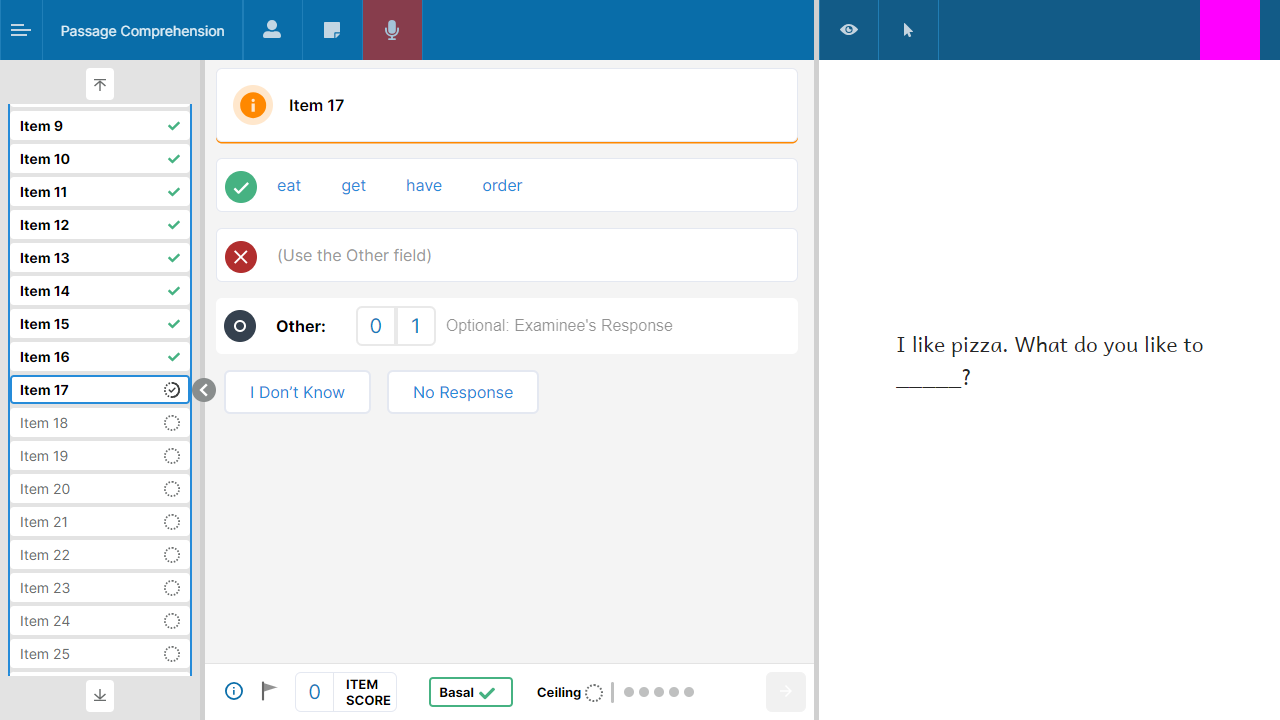 Passage Comprehension
Item 9
Item 10
Item 11
Item 12
Item 13
Item 14
Item 15
Item 16
Item 17
Item 18
Item 19
Item 20
Item 21
Item 22
Item 23
Item 24
Item 25
Item 17
eat get have order
(Use the Other field)
Other: 0 1 Optional: Examinee's Response
I Don’t Know No Response
0 ITEM SCORE Basal Ceiling
I like pizza. What do you like to
_____?